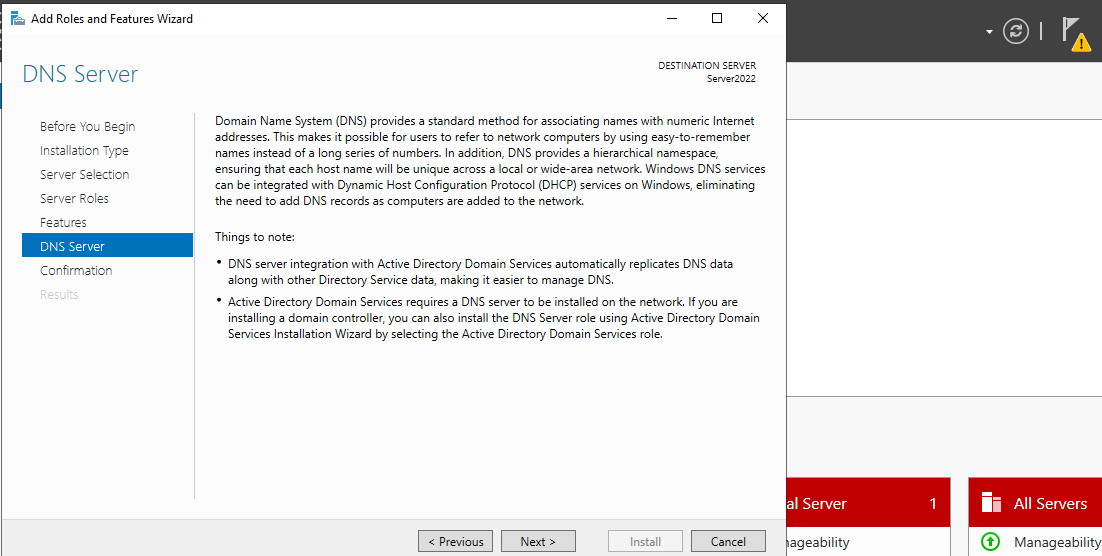 Add Roles and Features Wizard
DNS Server
DESTINATION SERVER
Server2022
Before You Begin
Installation Type
Server Selection
Server Roles
Features
DNS Server
Confirmation
Results
Domain Name System (DNS) provides a standard method for associating names with numeric Internet
addresses. This makes it possible for users to refer to network computers by using easy-to-remember
names instead of a long series of numbers. In addition, DNS provides a hierarchical namespace,
ensuring that each host name will be unique across a local or wide-area network. Windows DNS services
can be integrated with Dynamic Host Configuration Protocol (DHCP) services on Windows, eliminating
the need to add DNS records as computers are added to the network.
Things to note:
• DNS server integration with Active Directory Domain Services automatically replicates DNS data
along with other Directory Service data, making it easier to manage DNS.
• Active Directory Domain Services requires a DNS server to be installed on the network. If you are
installing a domain controller, you can also install the DNS Server role using Active Directory Domain
Services Installation Wizard by selecting the Active Directory Domain Services role.
< Previous
Next >
Install
Cancel
al Server 1
nageability
All Servers
Manageability